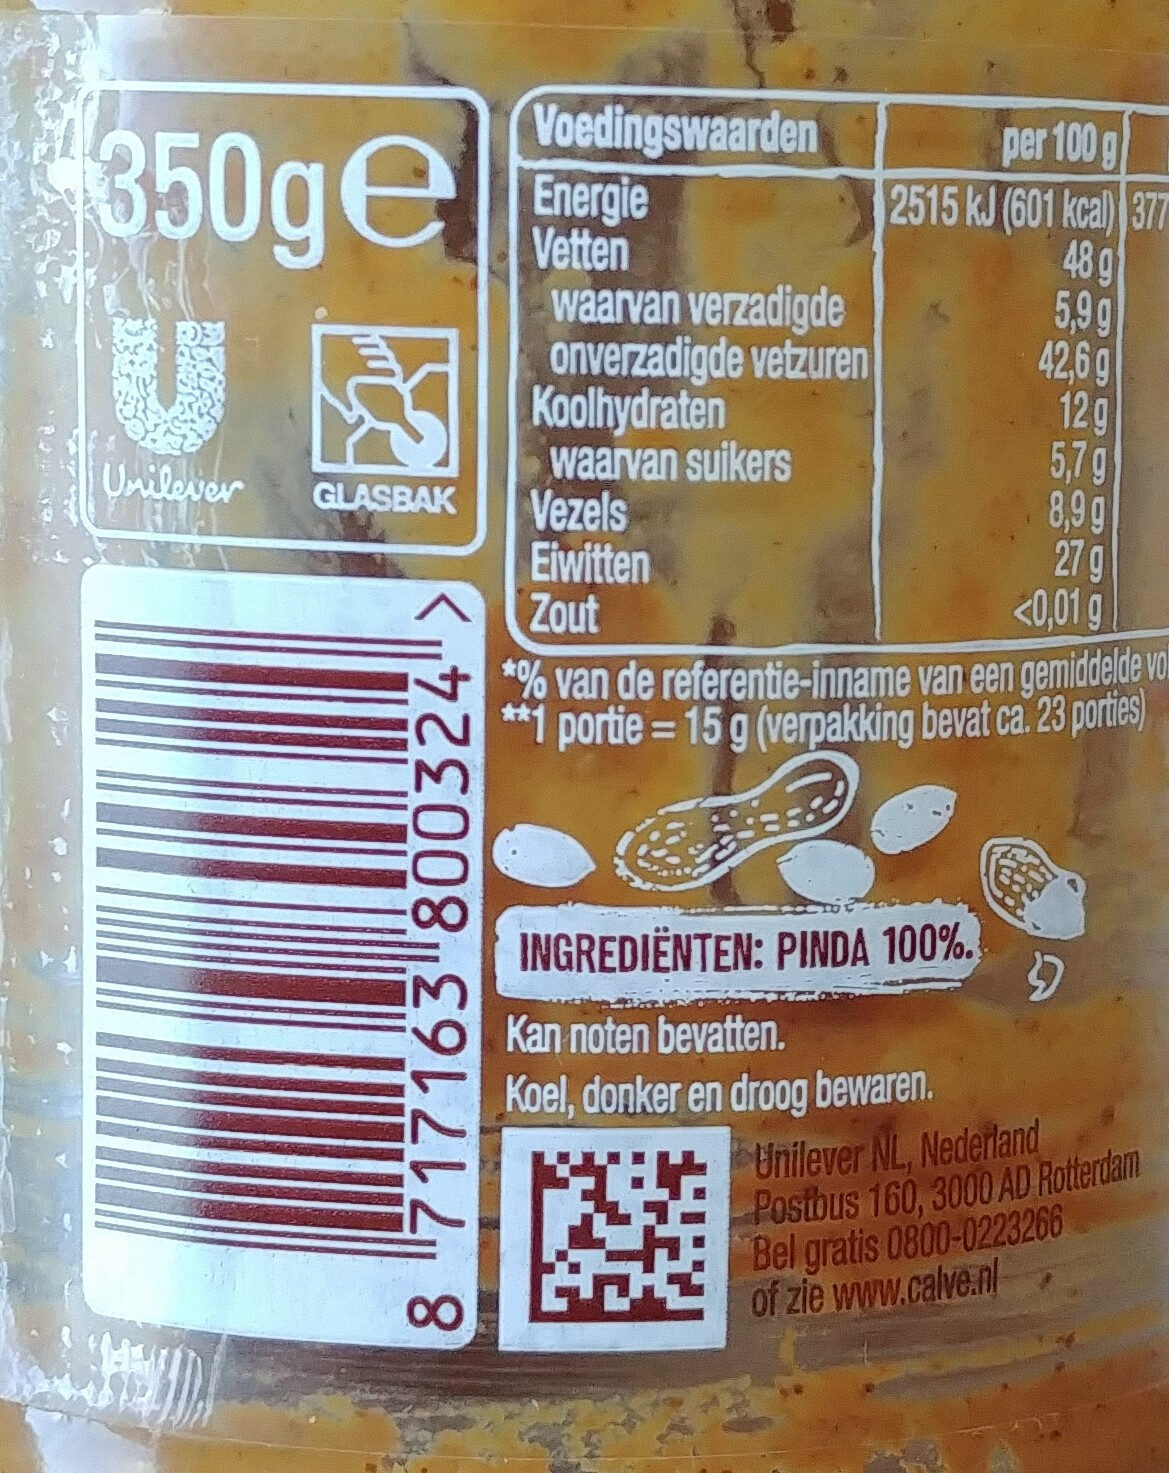 350g e
Unilever
GLASBAK
Voedingswaarden per 100 g
Energie 2515 kJ (601 kcal) 377
Vetten 48 g
waarvan verzadigde 5,9 g
onverzadigde vetzuren 42,6 g
Koolhydraten 12 g
waarvan suikers 5,7 g
Vezels 8,9 g
Eiwitten 27 g
Zout <0,01 g
*% van de referentie-inname van een gemiddelde vo
**1 portie = 15 g (verpakking bevat ca. 23 porties)
8 717163 800324 >
INGREDIËNTEN: PINDA 100%.
Kan noten bevatten.
Koel, donker en droog bewaren.
Unilever NL, Nederland
Postbus 160, 3000 AD Rotterdam
Bel gratis 0800-0223266
of zie www.calve.nl